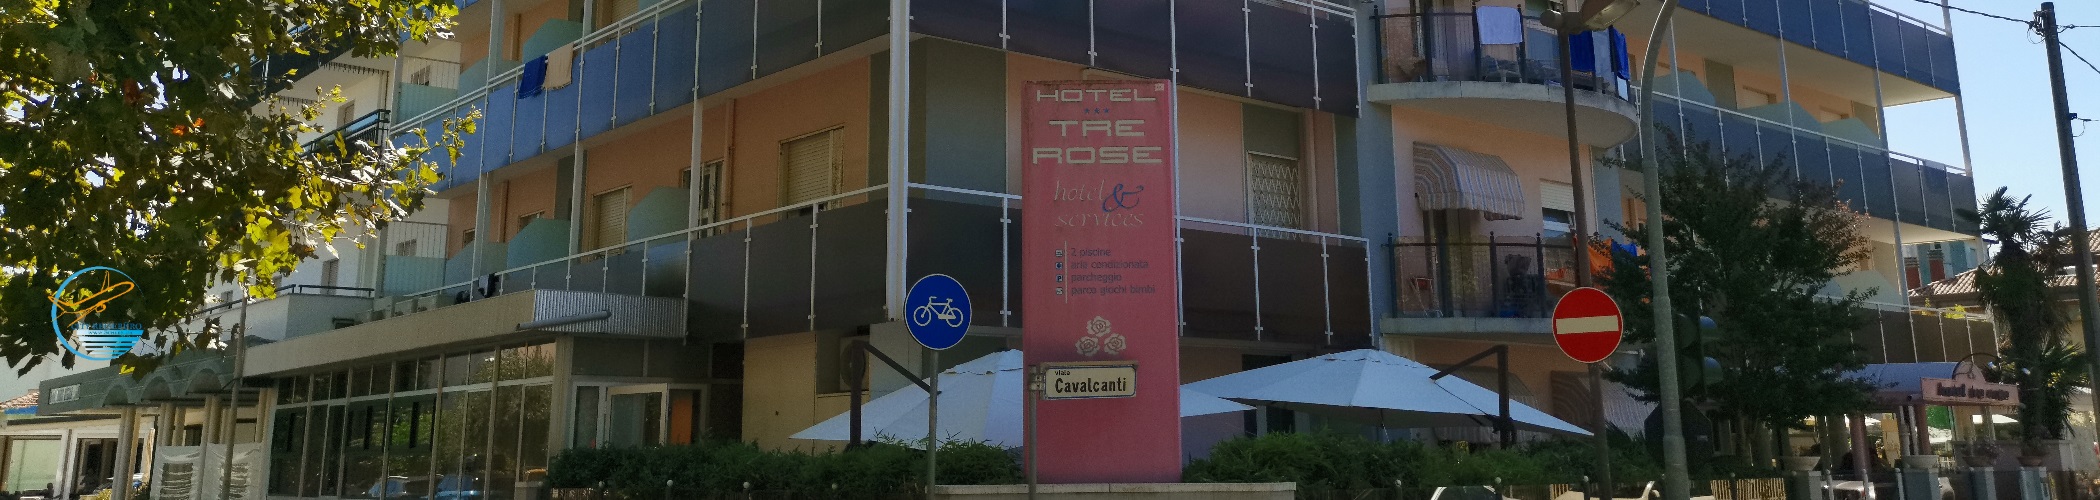 HOTEL
★★★
TRE
ROSE
hotel &
services
2 piscine
aria condizionata
parcheggio
parco giochi bimbi
viale
Cavalcanti